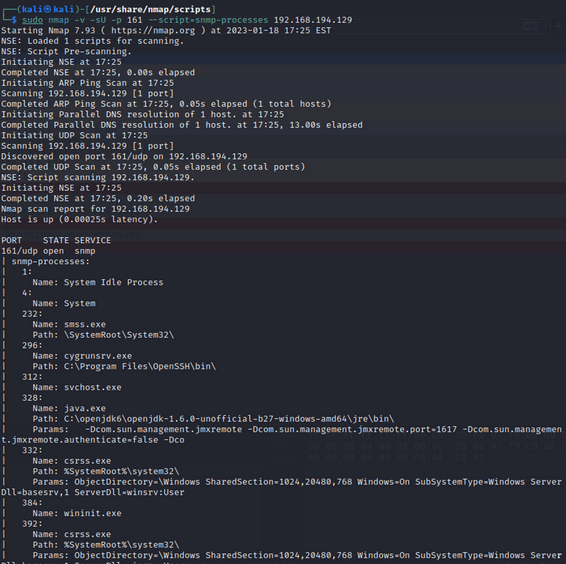 ┌──(kali㉿kali)-[/usr/share/nmap/scripts]
└─$ sudo nmap -v -sU -p 161 --script=snmp-processes 192.168.194.129
Starting Nmap 7.93 ( https://nmap.org ) at 2023-01-18 17:25 EST
NSE: Loaded 1 scripts for scanning.
NSE: Script Pre-scanning.
Initiating NSE at 17:25
Completed NSE at 17:25, 0.00s elapsed
Initiating ARP Ping Scan at 17:25
Scanning 192.168.194.129 [1 port]
Completed ARP Ping Scan at 17:25, 0.05s elapsed (1 total hosts)
Initiating Parallel DNS resolution of 1 host. at 17:25
Completed Parallel DNS resolution of 1 host. at 17:25, 13.00s elapsed
Initiating UDP Scan at 17:25
Scanning 192.168.194.129 [1 port]
Discovered open port 161/udp on 192.168.194.129
Completed UDP Scan at 17:25, 0.05s elapsed (1 total ports)
NSE: Script scanning 192.168.194.129.
Initiating NSE at 17:25
Completed NSE at 17:25, 0.20s elapsed
Nmap scan report for 192.168.194.129
Host is up (0.00025s latency).
PORT    STATE SERVICE
161/udp open  snmp
| snmp-processes:
|   1:
|     Name: System Idle Process
|   4:
|     Name: System
|   232:
|     Name: smss.exe
|     Path: \SystemRoot\System32\
|   296:
|     Name: cygrunsrv.exe
|     Path: C:\Program Files\OpenSSH\bin\
|   312:
|     Name: svchost.exe
|   328:
|     Name: java.exe
|     Path: C:\openjdk6\openjdk-1.6.0-unofficial-b27-windows-amd64\jre\bin\
|     Params:   -Dcom.sun.management.jmxremote -Dcom.sun.management.jmxremote.port=1617 -Dcom.sun.managemen
t.jmxremote.authenticate=false -Dco
|   332:
|     Name: csrss.exe
|     Path: %SystemRoot%\system32\
|     Params: ObjectDirectory=\Windows SharedSection=1024,20480,768 Windows=On SubSystemType=Windows Server
Dll=basesrv,1 ServerDll=winsrv:User
|   384:
|     Name: wininit.exe
|   392:
|     Name: csrss.exe
|     Path: %SystemRoot%\system32\
|     Params: ObjectDirectory=\Windows SharedSection=1024,20480,768 Windows=On SubSystemType=Windows Server